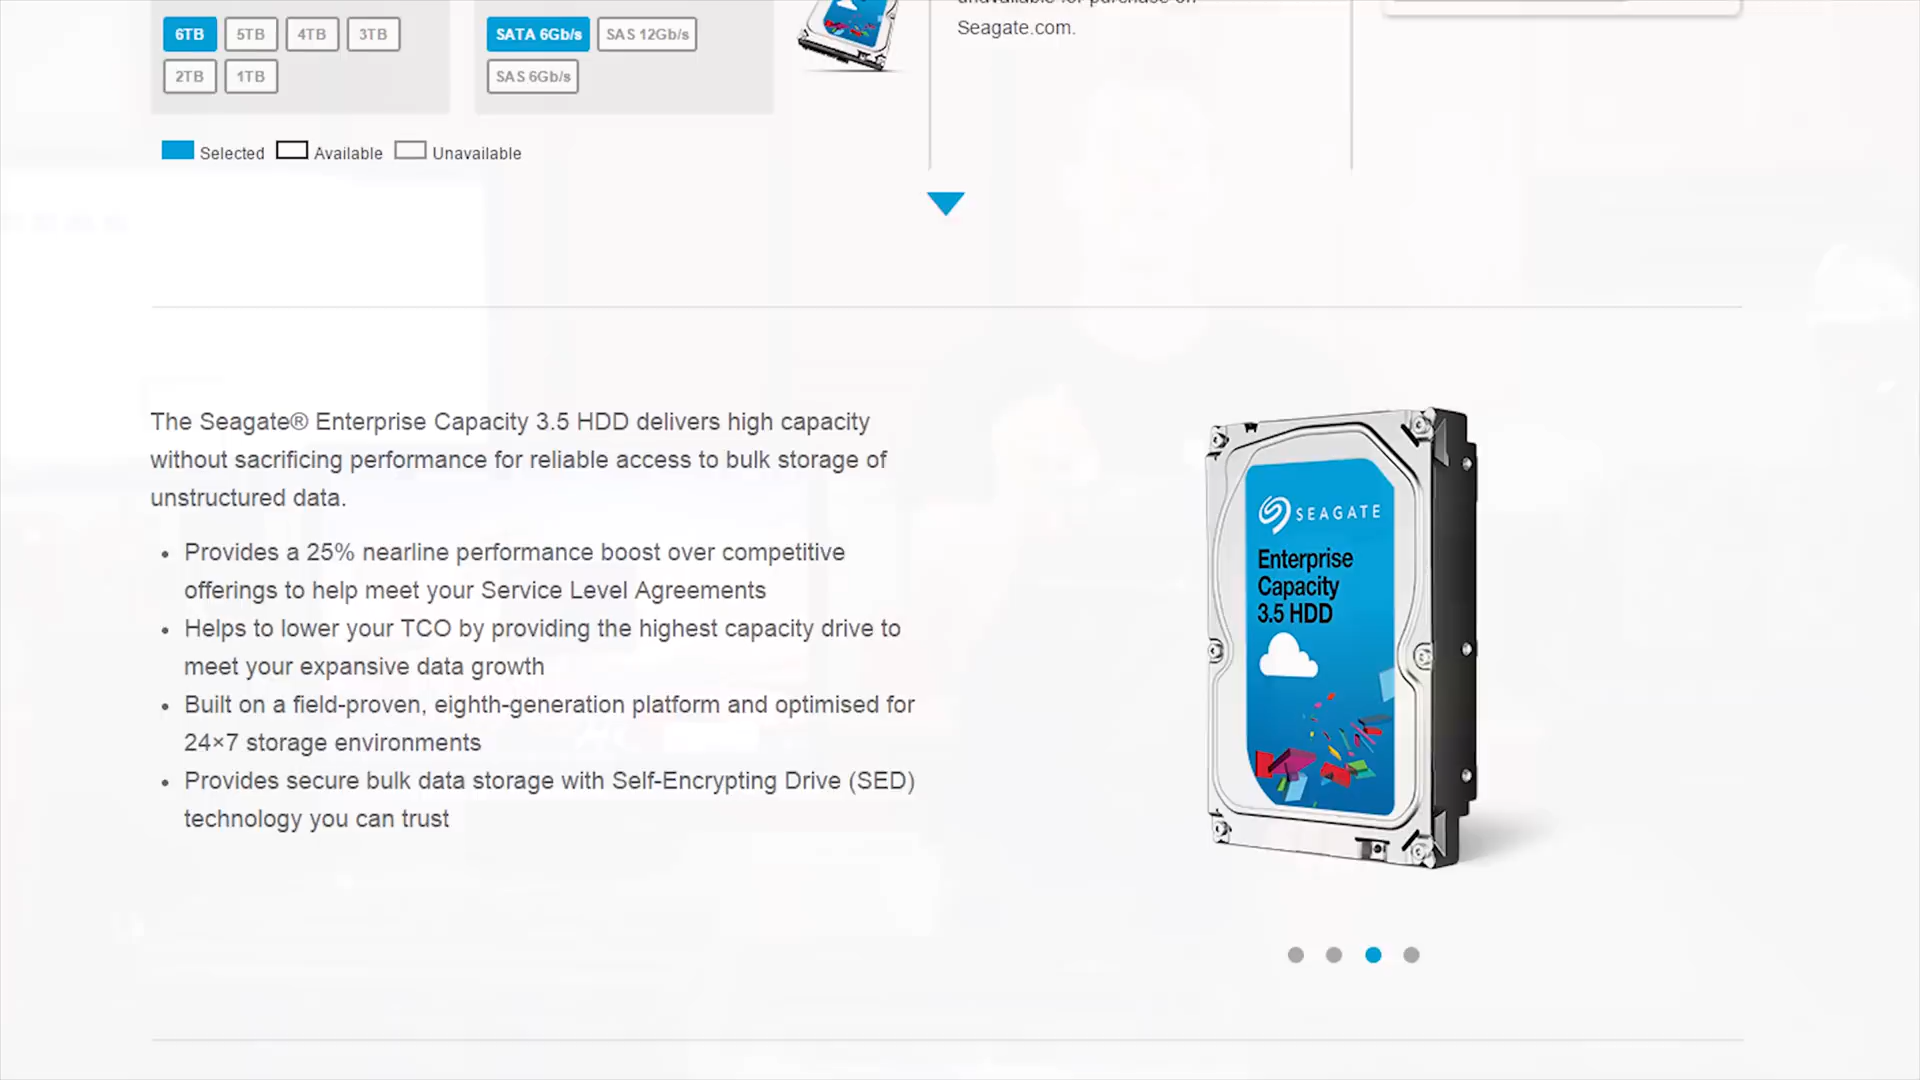 6TB 5TB 4TB 3TB
2TB 1TB
SATA 6Gb/s SAS 12Gb/s
SAS 6Gb/s
unavailable for purchase on
Seagate.com.
Selected Available Unavailable
The Seagate® Enterprise Capacity 3.5 HDD delivers high capacity
without sacrificing performance for reliable access to bulk storage of
unstructured data.
• Provides a 25% nearline performance boost over competitive
offerings to help meet your Service Level Agreements
• Helps to lower your TCO by providing the highest capacity drive to
meet your expansive data growth
• Built on a field-proven, eighth-generation platform and optimised for
24×7 storage environments
• Provides secure bulk data storage with Self-Encrypting Drive (SED)
technology you can trust
SEAGATE
Enterprise
Capacity
3.5 HDD